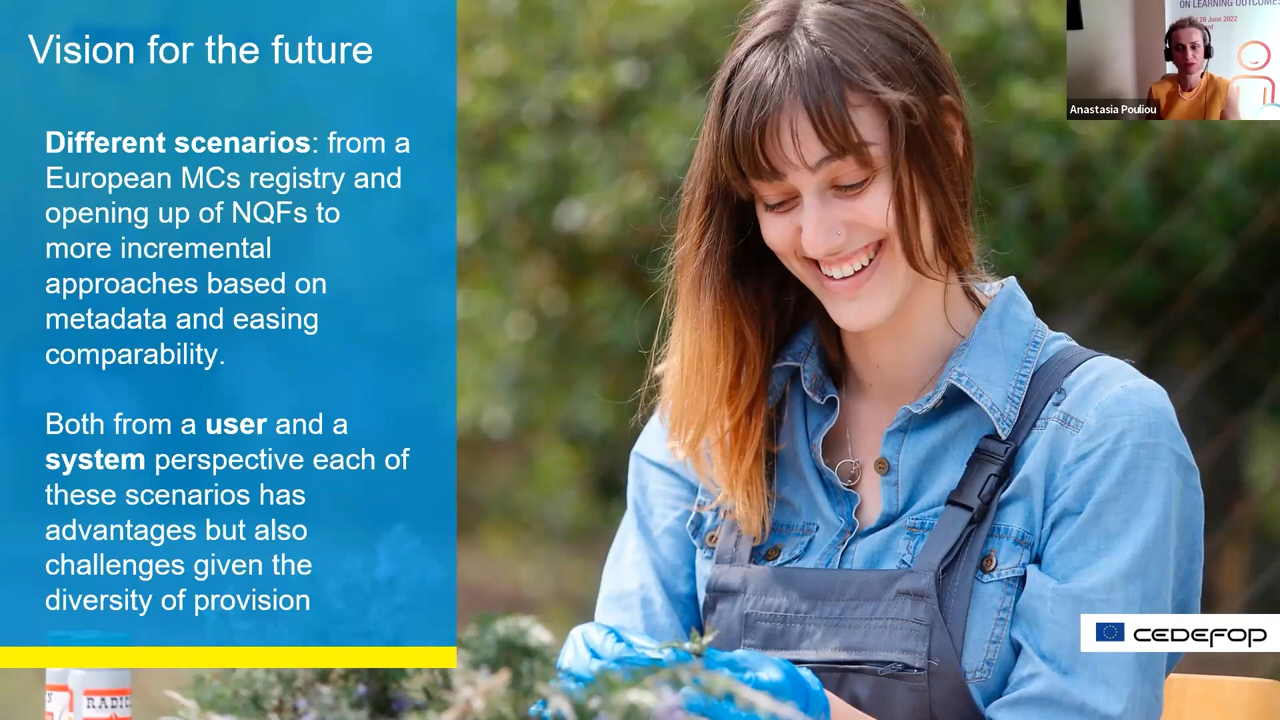 Vision for the future
Different scenarios: from a
European MCs registry and
opening up of NQFs to
more incremental
approaches based on
metadata and easing
comparability.
Both from a user and a
system perspective each of
these scenarios has
advantages but also
challenges given the
diversity of provision
ON LEARNING OUTCOMES
28 June 2022
Anastasia Pouliou
CEDEFOP
RADIC